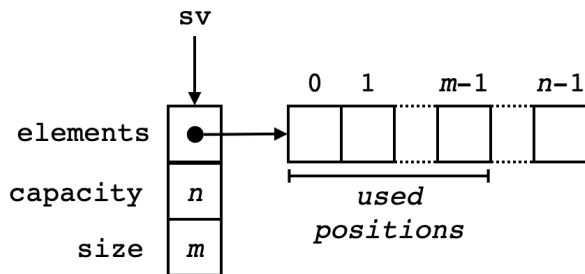 sv
0 1 m-1 n-1
elements
capacity n
size m
used
positions